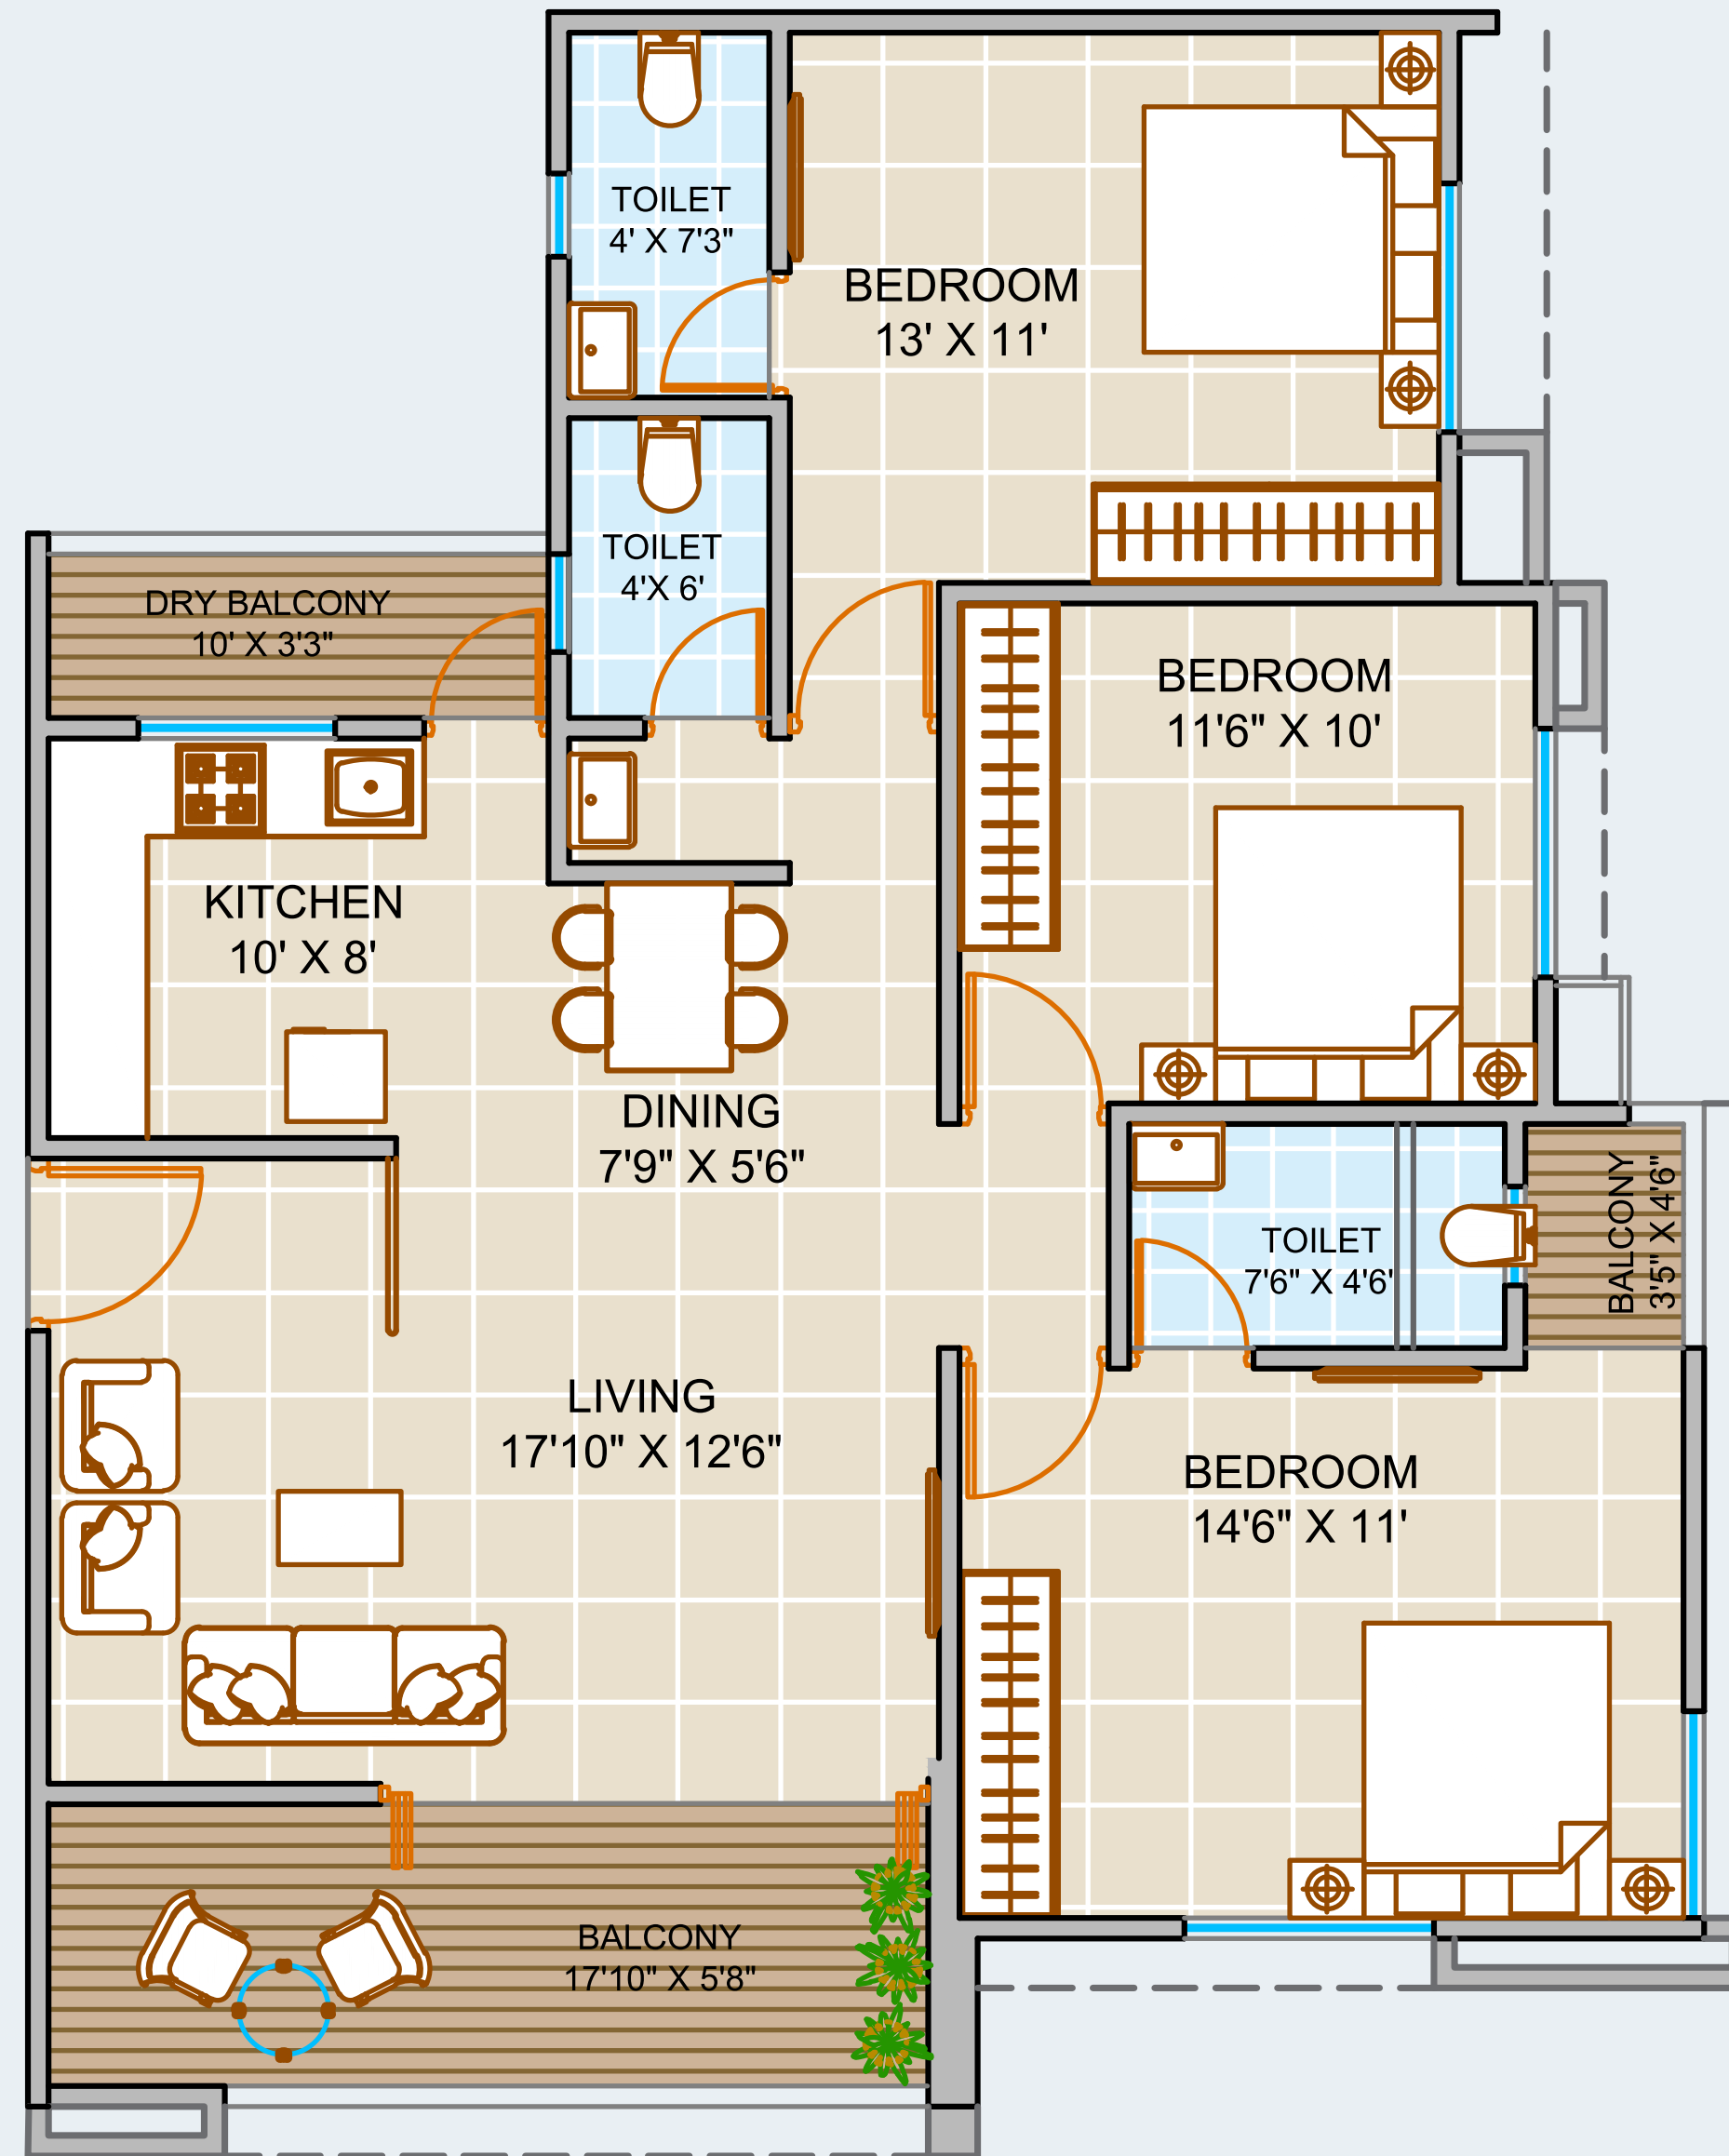 TOILET
4' X 7'3"
BEDROOM
13' X 11'
TOILET
4'X 6'
DRY BALCONY
10' X 3'3"
BEDROOM
11'6" X 10'
KITCHEN
10' X 8'
DINING
7'9" X 5'6"
BALCONY
3'5" X 4'6"
TOILET
7'6" X 4'6'
LIVING
17'10" X 12'6"
BEDROOM
14'6" X 11'
BALCONY
17'10" X 5'8"